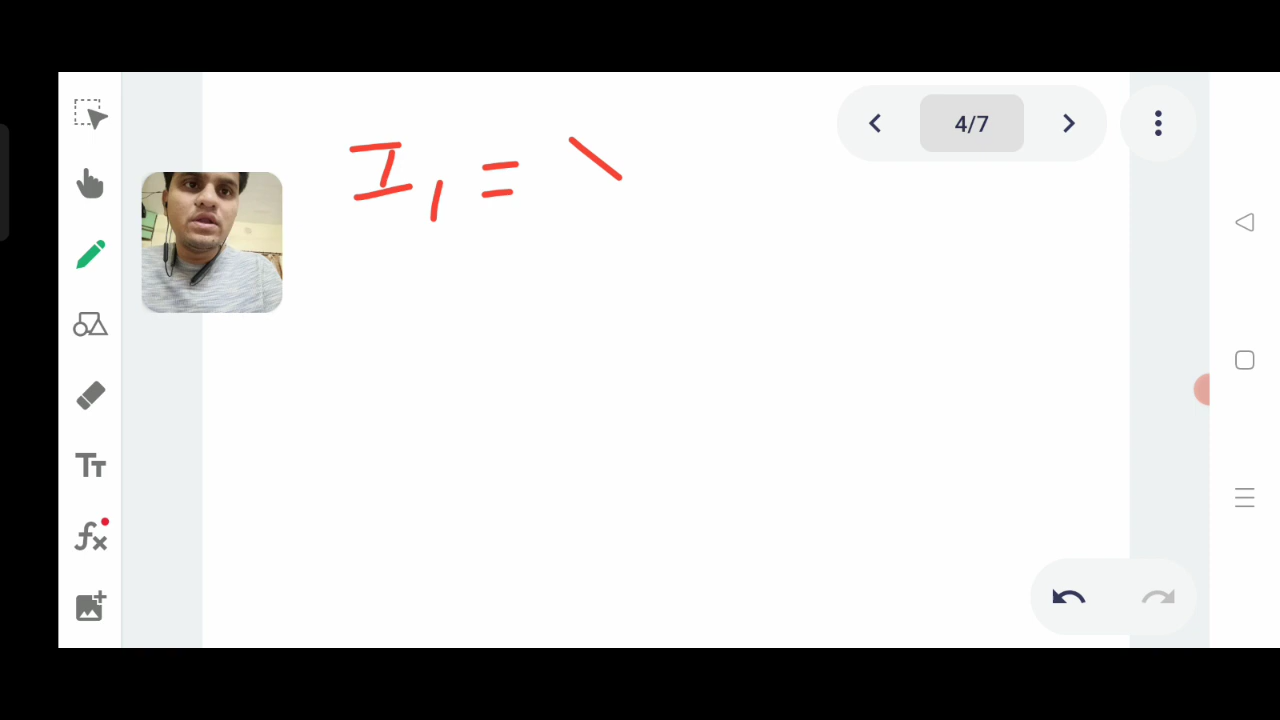 I₁ = \
4/7
Tт
fx